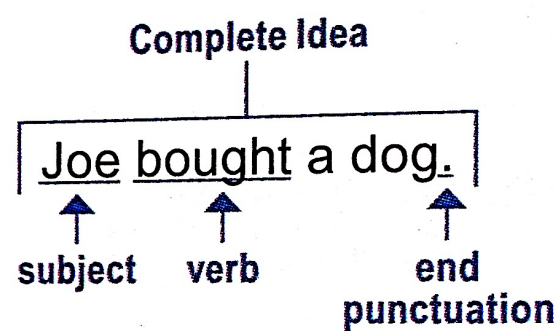 Complete Idea
Joe bought a dog.
subject verb end
punctuation